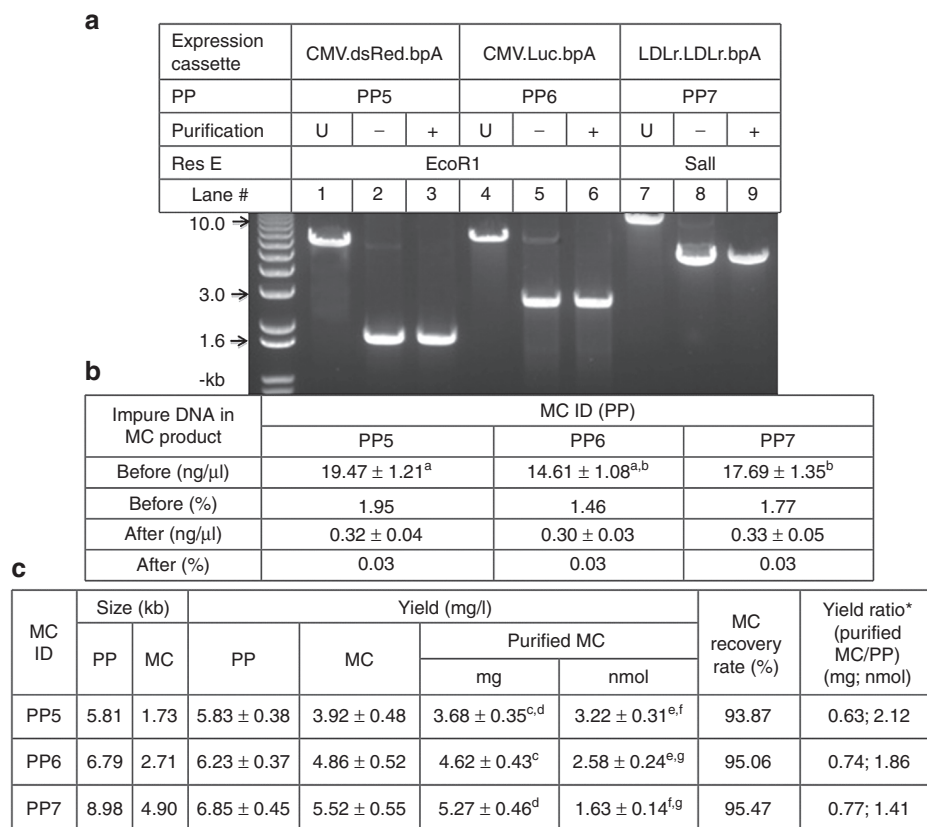 a
Expression cassette CMV.dsRed.bpA CMV.Luc.bpA LDLr.LDLr.bpA
PP PP5 PP6 PP7
Purification U − + U − + U − +
Res E EcoR1 SalI
Lane # 1 2 3 4 5 6 7 8 9
10.0
3.0
1.6
-kb
b
Impure DNA in MC product MC ID (PP)
PP5 PP6 PP7
Before (ng/μl) 19.47 ± 1.21a 14.61 ± 1.08a,b 17.69 ± 1.35b
Before (%) 1.95 1.46 1.77
After (ng/μl) 0.32 ± 0.04 0.30 ± 0.03 0.33 ± 0.05
After (%) 0.03 0.03 0.03
c
MC ID Size (kb) Yield (mg/l) MC recovery rate (%) Yield ratio* (purified MC/PP) (mg; nmol)
PP MC PP MC Purified MC
mg nmol
PP5 5.81 1.73 5.83 ± 0.38 3.92 ± 0.48 3.68 ± 0.35c,d 3.22 ± 0.31e,f 93.87 0.63; 2.12
PP6 6.79 2.71 6.23 ± 0.37 4.86 ± 0.52 4.62 ± 0.43c 2.58 ± 0.24e,g 95.06 0.74; 1.86
PP7 8.98 4.90 6.85 ± 0.45 5.52 ± 0.55 5.27 ± 0.46d 1.63 ± 0.14f,g 95.47 0.77; 1.41